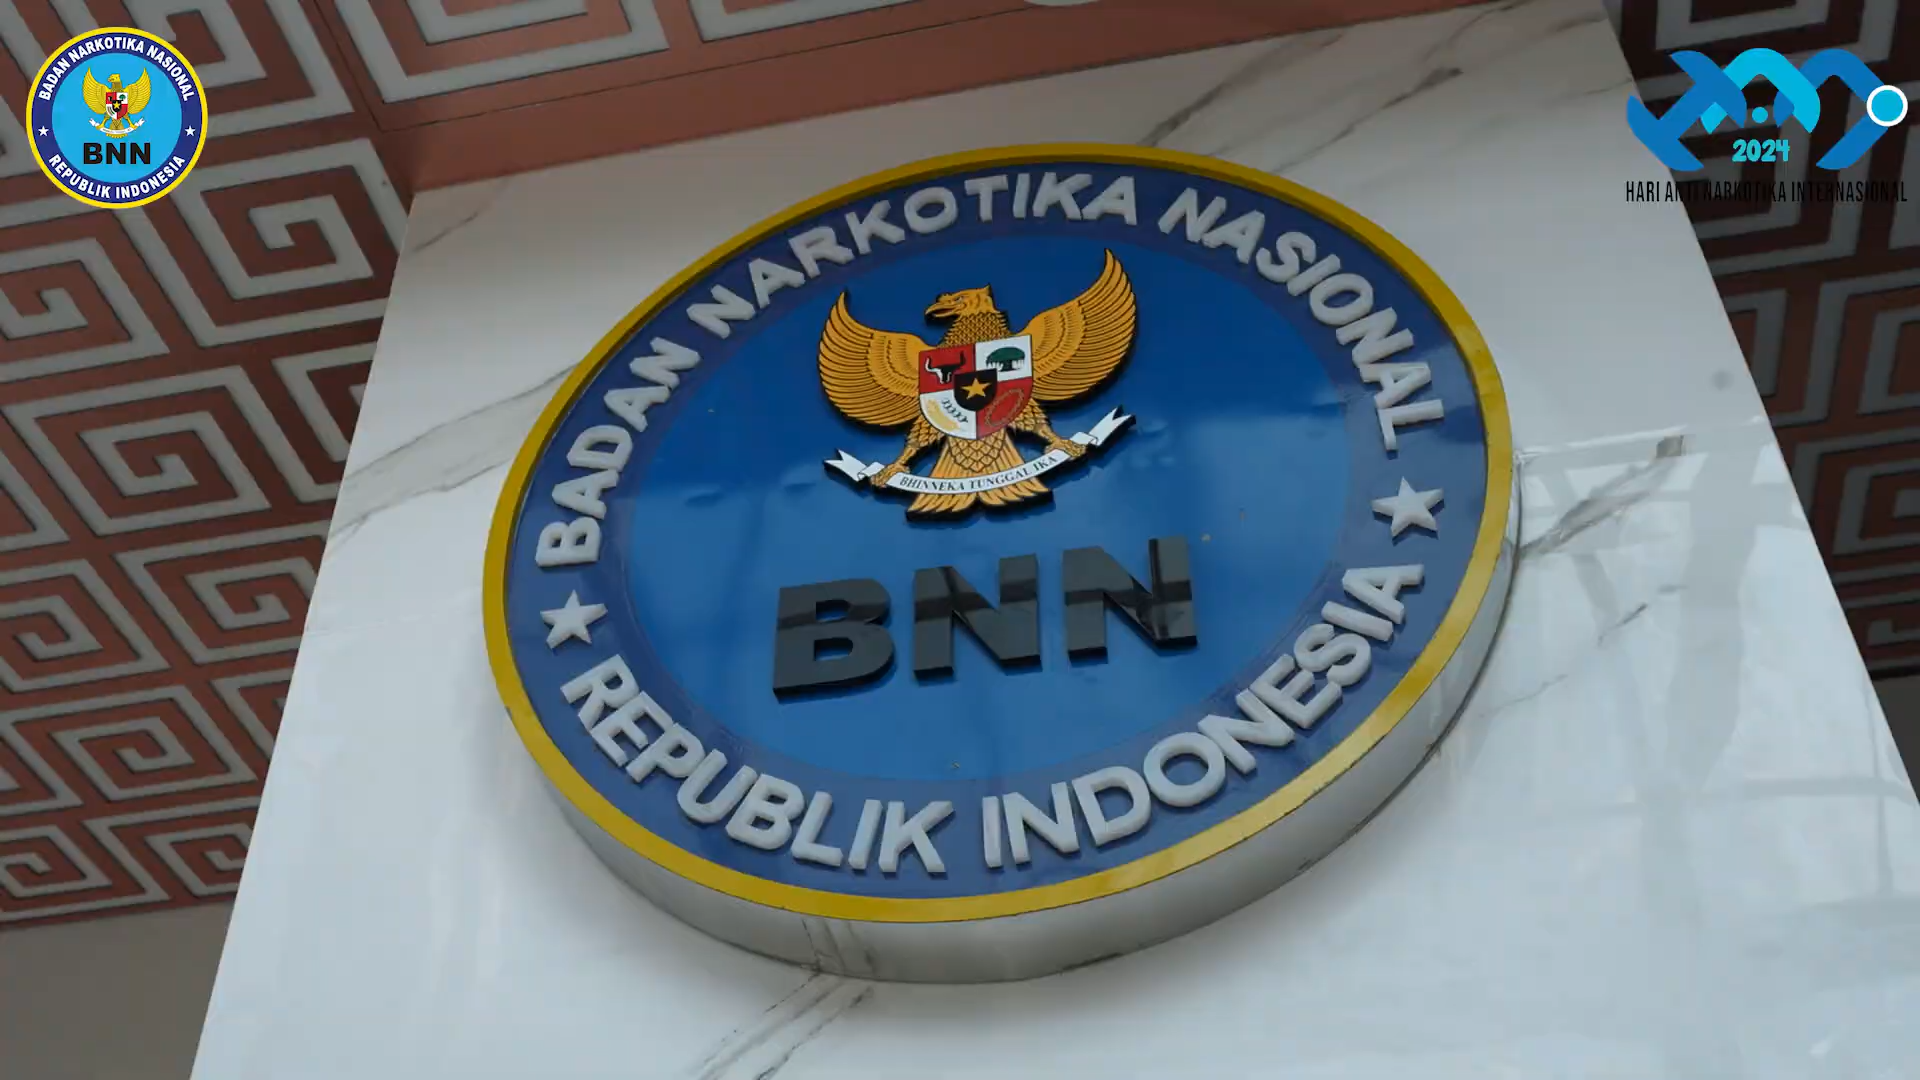 BADAN NARKOTIKA NASIONAL
BNN
REPUBLIK INDONESIA
2024
HARI ANTI NARKOTIKA INTERNASIONAL
BADAN NARKOTIKA NASIONAL
BHINNEKA TUNGGAL IKA
BNN
REPUBLIK INDONESIA